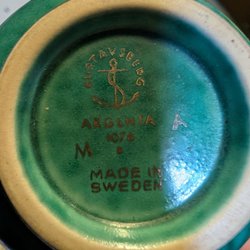 GUSTAVSBERG
ARGENTA A
1076
M
MADE IN
SWEDEN